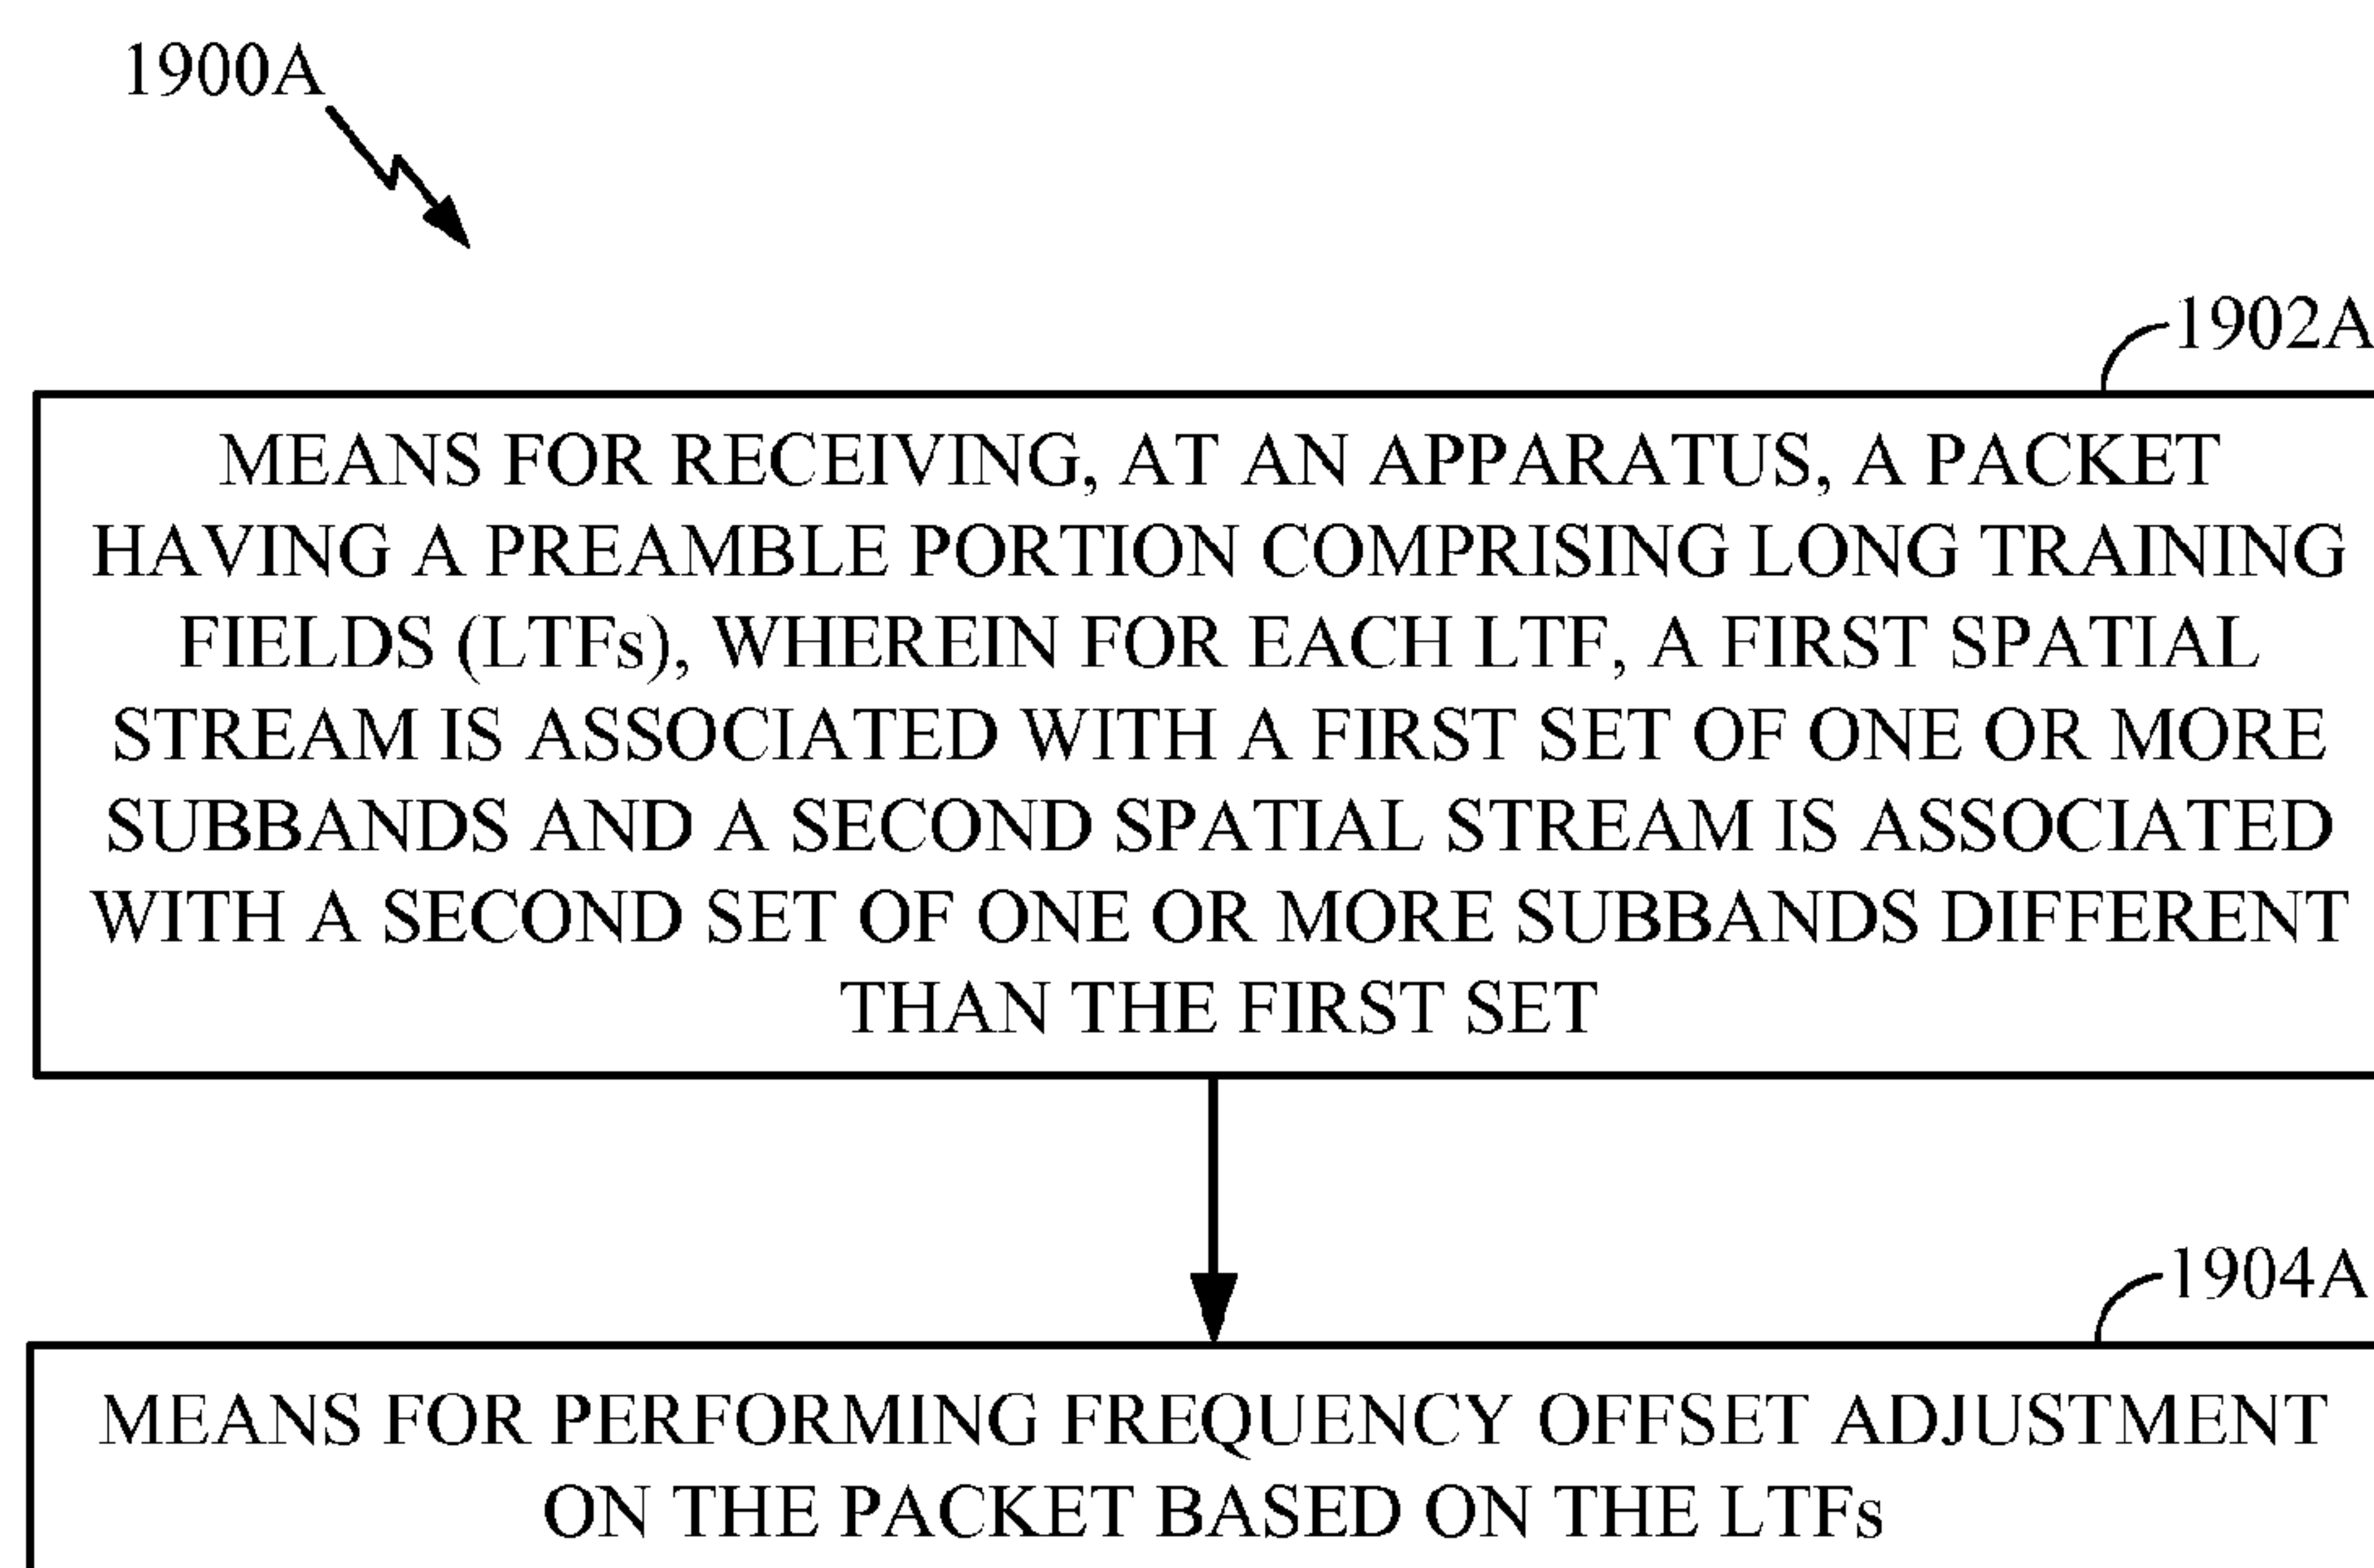 1900A
1902A
MEANS FOR RECEIVING, AT AN APPARATUS, A PACKET
HAVING A PREAMBLE PORTION COMPRISING LONG TRAINING
FIELDS (LTFs), WHEREIN FOR EACH LTF, A FIRST SPATIAL
STREAM IS ASSOCIATED WITH A FIRST SET OF ONE OR MORE
SUBBANDS AND A SECOND SPATIAL STREAM IS ASSOCIATED
WITH A SECOND SET OF ONE OR MORE SUBBANDS DIFFERENT
THAN THE FIRST SET
1904A
MEANS FOR PERFORMING FREQUENCY OFFSET ADJUSTMENT
ON THE PACKET BASED ON THE LTFs